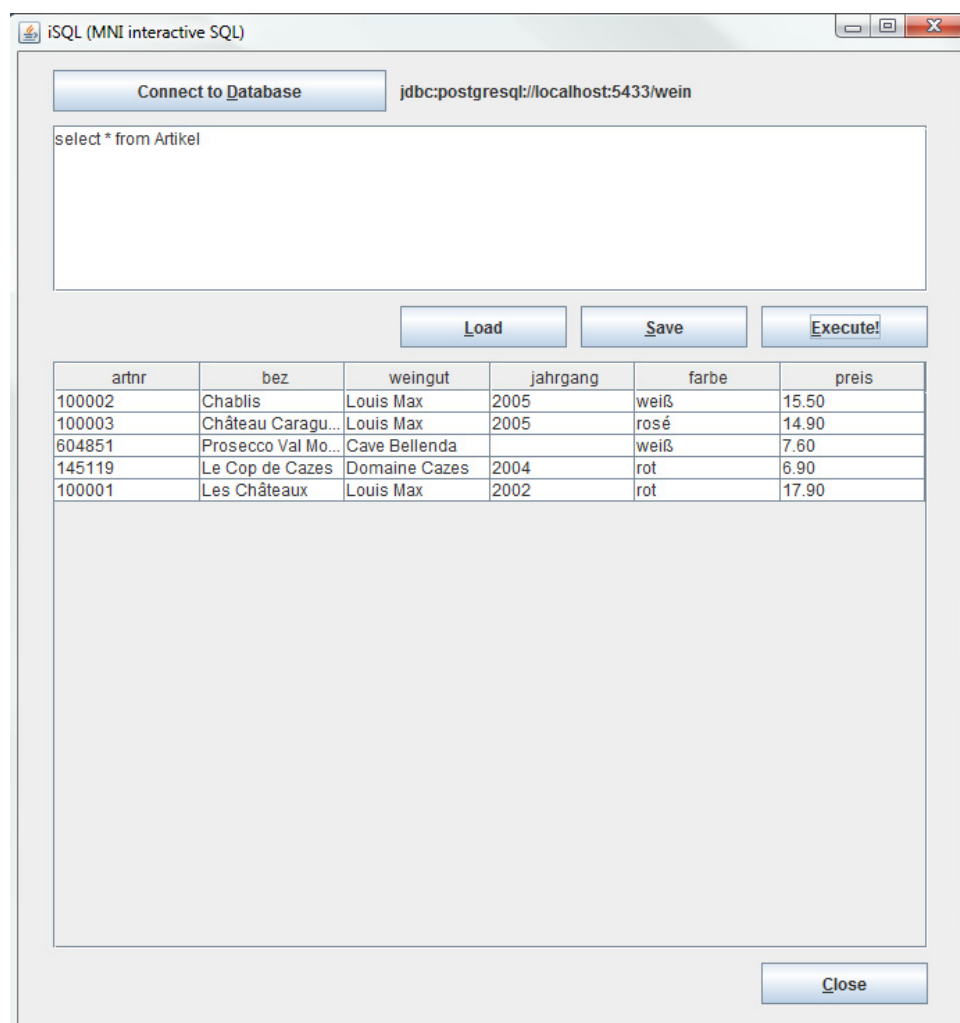 iSQL (MNI interactive SQL)
Connect to Database jdbc:postgresql://localhost:5433/wein
select * from Artikel
Load Save Execute!
artnr bez weingut jahrgang farbe preis
100002 Chablis Louis Max 2005 weiß 15.50
100003 Château Caragu... Louis Max 2005 rosé 14.90
604851 Prosecco Val Mo... Cave Bellenda weiß 7.60
145119 Le Cop de Cazes Domaine Cazes 2004 rot 6.90
100001 Les Châteaux Louis Max 2002 rot 17.90
Close